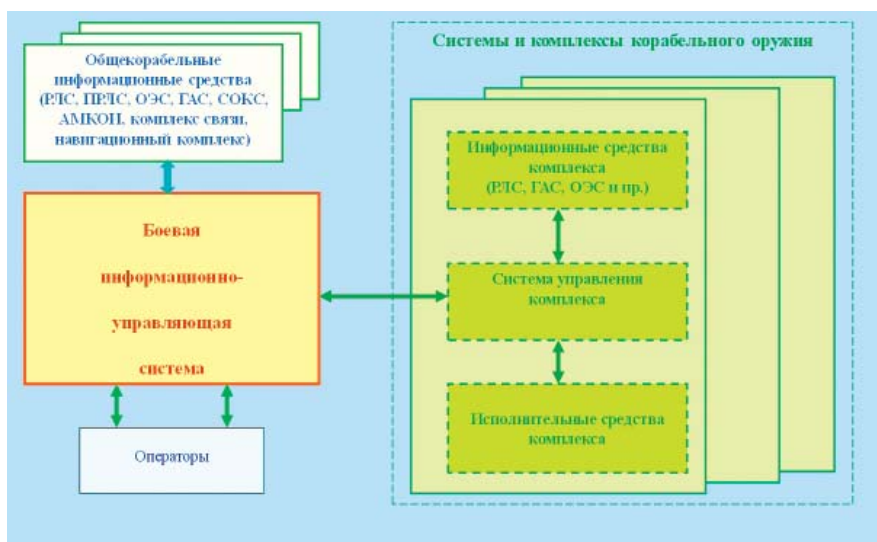 Общекорабельные
информационные средства
(РЛС, ПРЛС, ОЭС, ГАС, СОКС,
АМКОИ, комплекс связи,
навигационный комплекс)
Боевая
информационно-
управляющая
система
Операторы
Системы и комплексы корабельного оружия
Информационные средства
комплекса
(РЛС, ГАС, ОЭС и пр.)
Система управления
комплекса
Исполнительные средства
комплекса